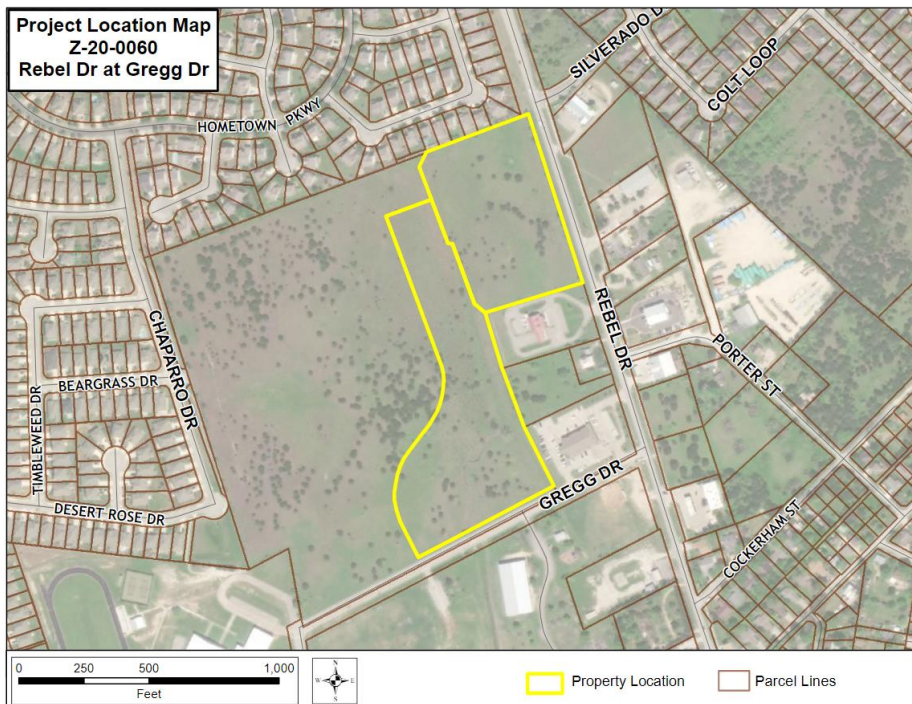 Project Location Map
Z-20-0060
Rebel Dr at Gregg Dr
SILVERADO D
COLT LOOP
HOMETOWN PKWY
CHAPARRO DR
REBEL DR
PORTER ST
BEARGRASS DR
TIMBLEWEED DR
GREGG DR
DESERT ROSE DR
COCKERHAM ST
0 250 500 1,000
Feet
N
W E
S
Property Location
Parcel Lines